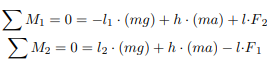 ∑ M₁ = 0 = −l₁ · (mg) + h · (ma) + l·F₂
∑ M₂ = 0 = l₂ · (mg) + h · (ma) − l·F₁